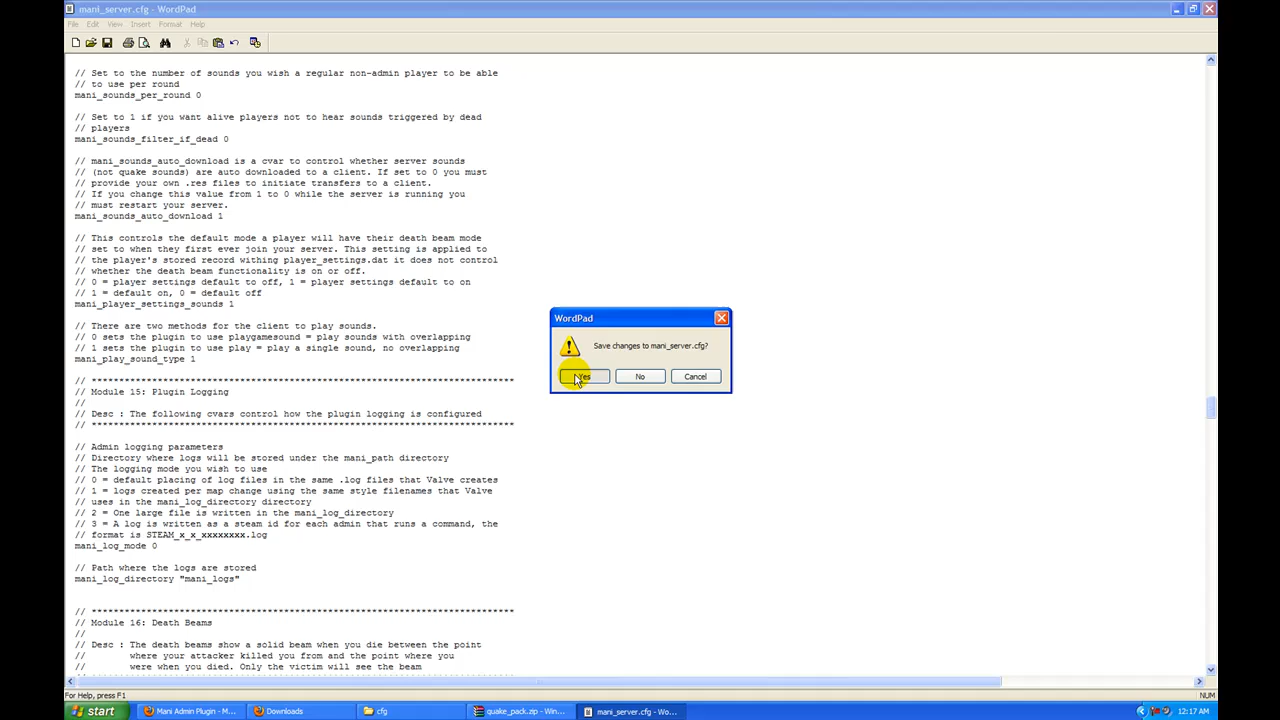 mani_server.cfg - WordPad
File Edit View Insert Format Help
// Set to the number of sounds you wish a regular non-admin player to be able
// to use per round
mani_sounds_per_round 0
// Set to 1 if you want alive players not to hear sounds triggered by dead
// players
mani_sounds_filter_if_dead 0
// mani_sounds_auto_download is a cvar to control whether server sounds
// (not quake sounds) are auto downloaded to a client. If set to 0 you must
// provide your own .res files to initiate transfers to a client.
// If you change this value from 1 to 0 while the server is running you
// must restart your server.
mani_sounds_auto_download 1
// This controls the default mode a player will have their death beam mode
// set to when they first ever join your server. This setting is applied to
// the player's stored record withing player_settings.dat it does not control
// whether the death beam functionality is on or off.
// 0 = player settings default to off, 1 = player settings default to on
// 1 = default on, 0 = default off
mani_player_settings_sounds 1
// There are two methods for the client to play sounds.
// 0 sets the plugin to use playgamesound = play sounds with overlapping
// 1 sets the plugin to use play = play a single sound, no overlapping
mani_play_sound_type 1
// *****************************************************************************
// Module 15: Plugin Logging
//
// Desc : The following cvars control how the plugin logging is configured
// *****************************************************************************
// Admin logging parameters
// Directory where logs will be stored under the mani_path directory
// The logging mode you wish to use
// 0 = default placing of log files in the same .log files that Valve creates
// 1 = logs created per map change using the same style filenames that Valve
// uses in the mani_log_directory directory
// 2 = One large file is written in the mani_log_directory
// 3 = A log is written as a steam id for each admin that runs a command, the
// format is STEAM_x_x_xxxxxxxx.log
mani_log_mode 0
// Path where the logs are stored
mani_log_directory "mani_logs"
// *****************************************************************************
// Module 16: Death Beams
//
// Desc : The death beams show a solid beam when you die between the point
// where your attacker killed you from and the point where you
// were when you died. Only the victim will see the beam
WordPad
Save changes to mani_server.cfg?
Yes No Cancel
For Help, press F1
NUM
start
Mani Admin Plugin - M...
Downloads
cfg
quake_pack.zip - Win...
mani_server.cfg - Wo...
12:17 AM